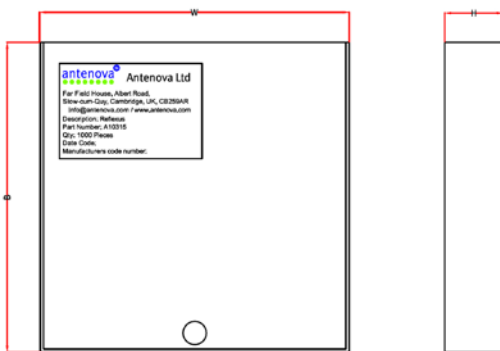 W
H
antenova
Antenova Ltd
Far Field House, Albert Road,
Stow-cum-Quy, Cambridge, UK, CB259AR
info@antenova.com / www.antenova.com
Description: Reflexus
Part Number: A10315
Qty: 1000 Pieces
Date Code:
Manufacturers code number:
D